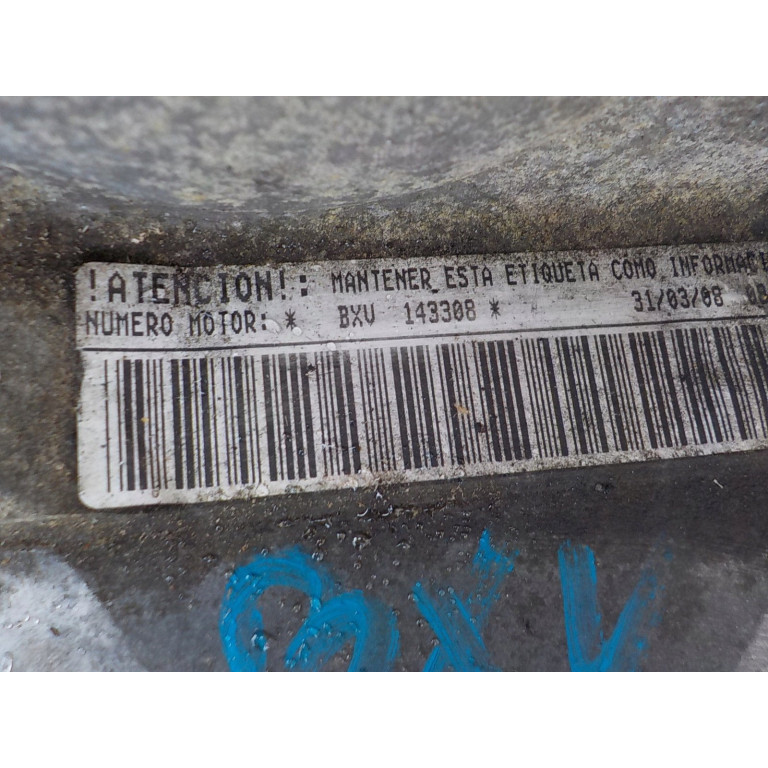 !ATENCION!: MANTENER ESTA ETIQUETA COMO
NUMERO MOTOR: * BXV 143308 * 31/03/08
BXV